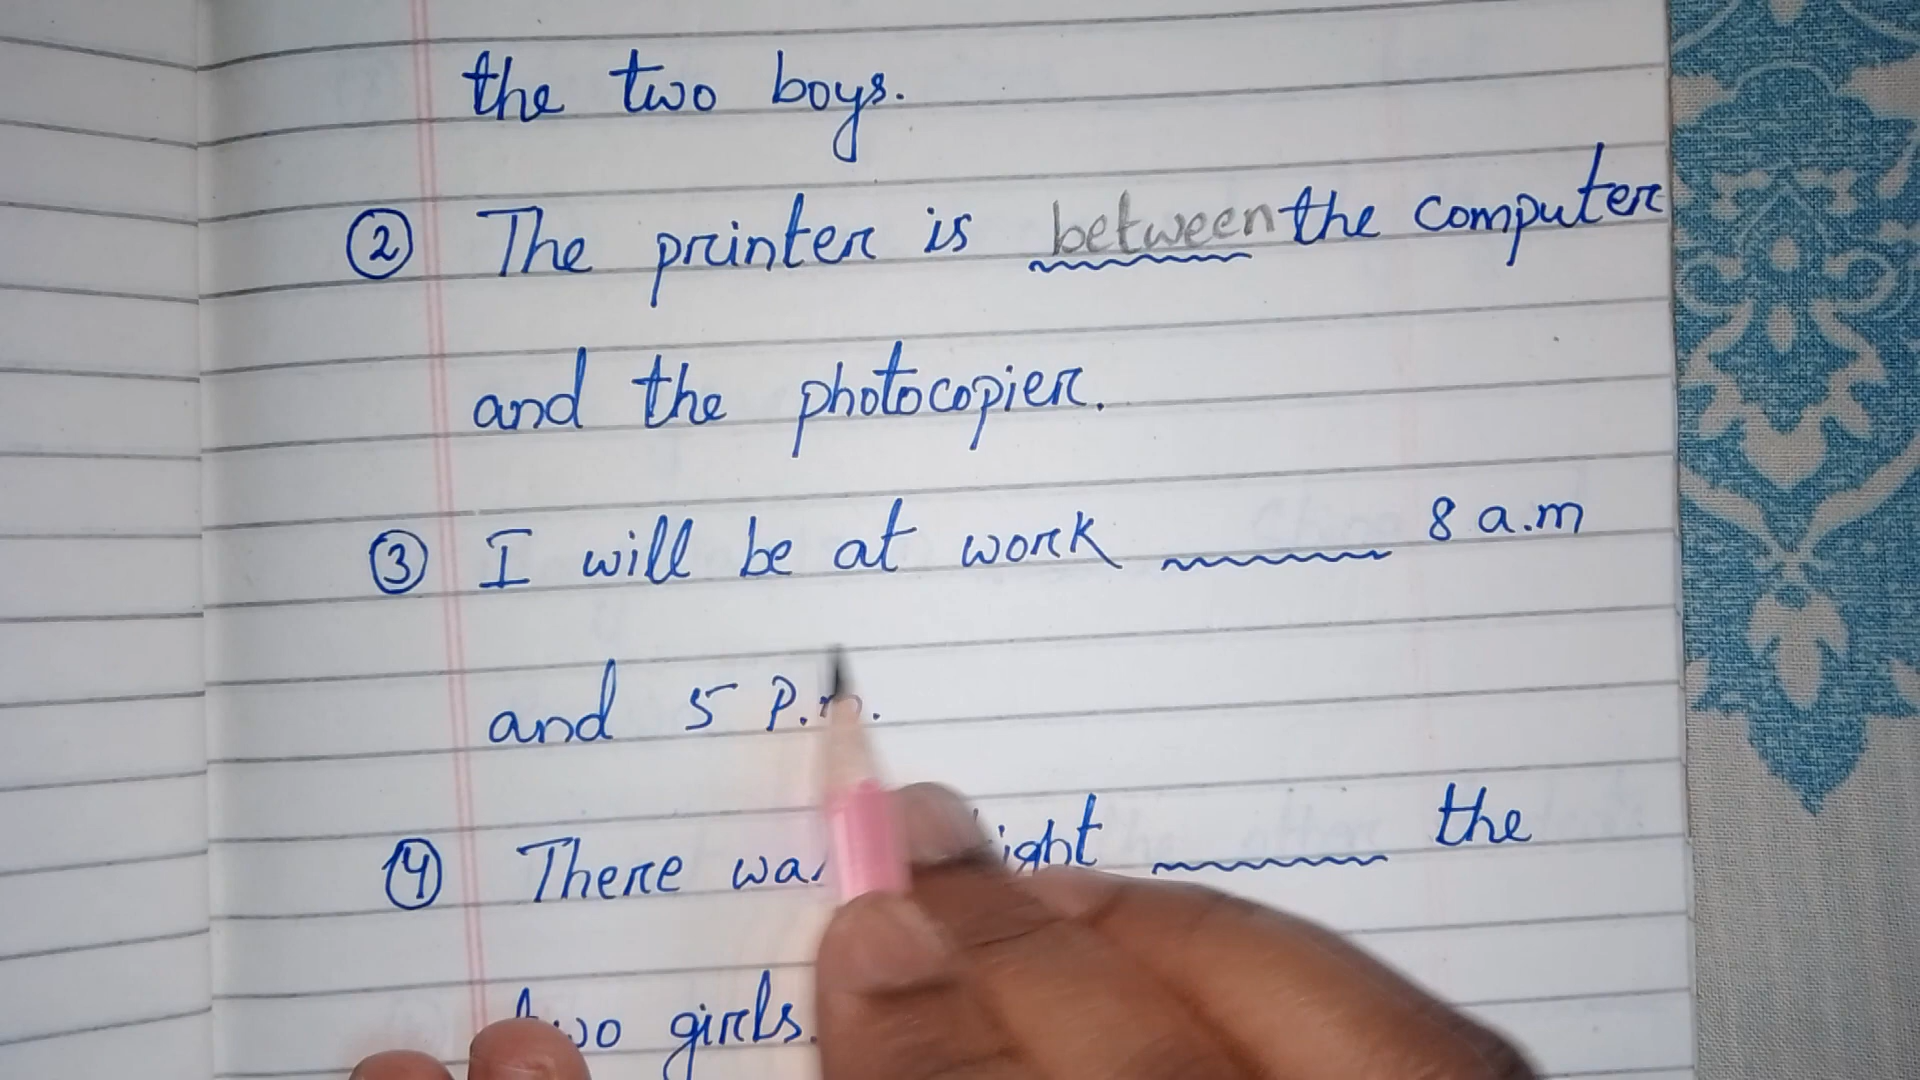 the two boys.
② The printer is between the computer
and the photocopier.
③ I will be at work 8 a.m
and 5 P.m.
④ There the
two girls.